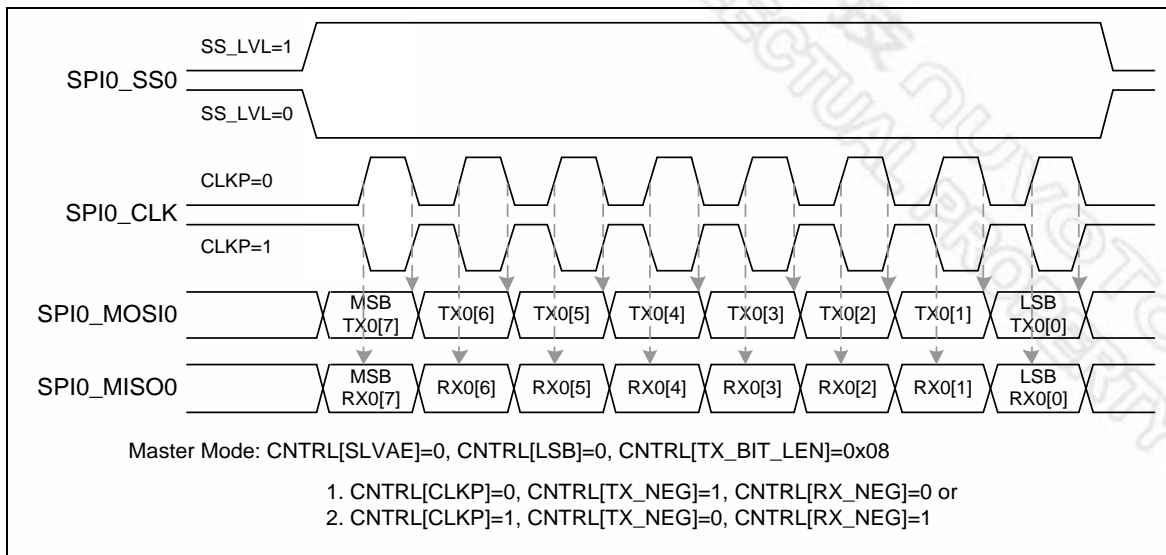 SS_LVL=1
SPI0_SS0
SS_LVL=0
CLKP=0
SPI0_CLK
CLKP=1
SPI0_MOSI0
MSB
TX0[7]
TX0[6]
TX0[5]
TX0[4]
TX0[3]
TX0[2]
TX0[1]
LSB
TX0[0]
SPI0_MISO0
MSB
RX0[7]
RX0[6]
RX0[5]
RX0[4]
RX0[3]
RX0[2]
RX0[1]
LSB
RX0[0]
Master Mode: CNTRL[SLVAE]=0, CNTRL[LSB]=0, CNTRL[TX_BIT_LEN]=0x08
1. CNTRL[CLKP]=0, CNTRL[TX_NEG]=1, CNTRL[RX_NEG]=0 or
2. CNTRL[CLKP]=1, CNTRL[TX_NEG]=0, CNTRL[RX_NEG]=1
技 NUVOTO
LECTUAL PROPERTY